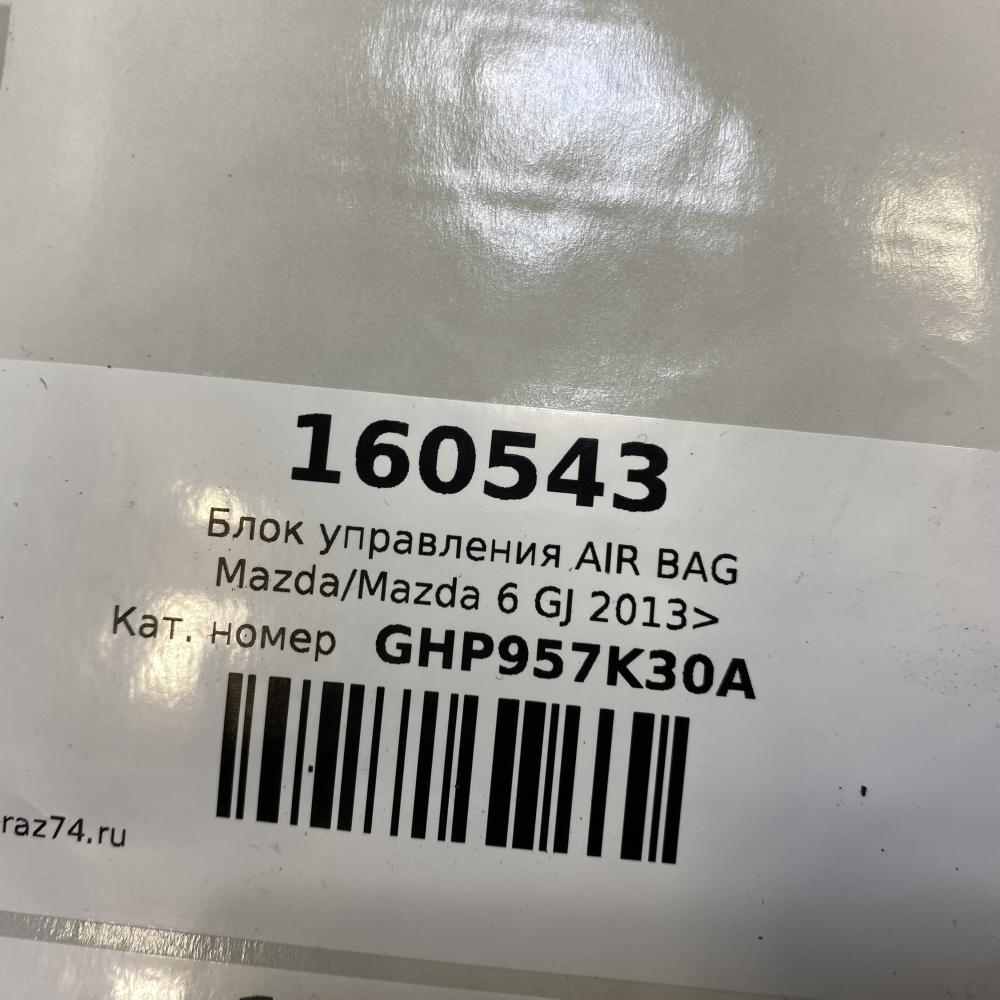 160543
Блок управления AIR BAG
Mazda/Mazda 6 GJ 2013>
Кат. номер GHP957K30A
raz74.ru